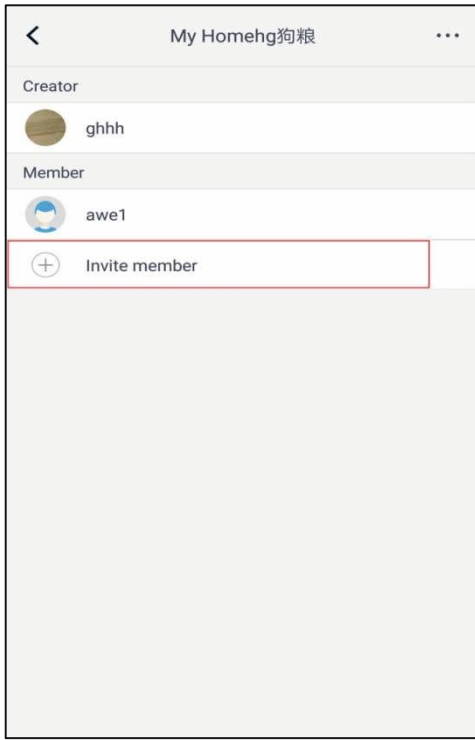 My Homehg狗粮
Creator
ghhh
Member
awe1
Invite member